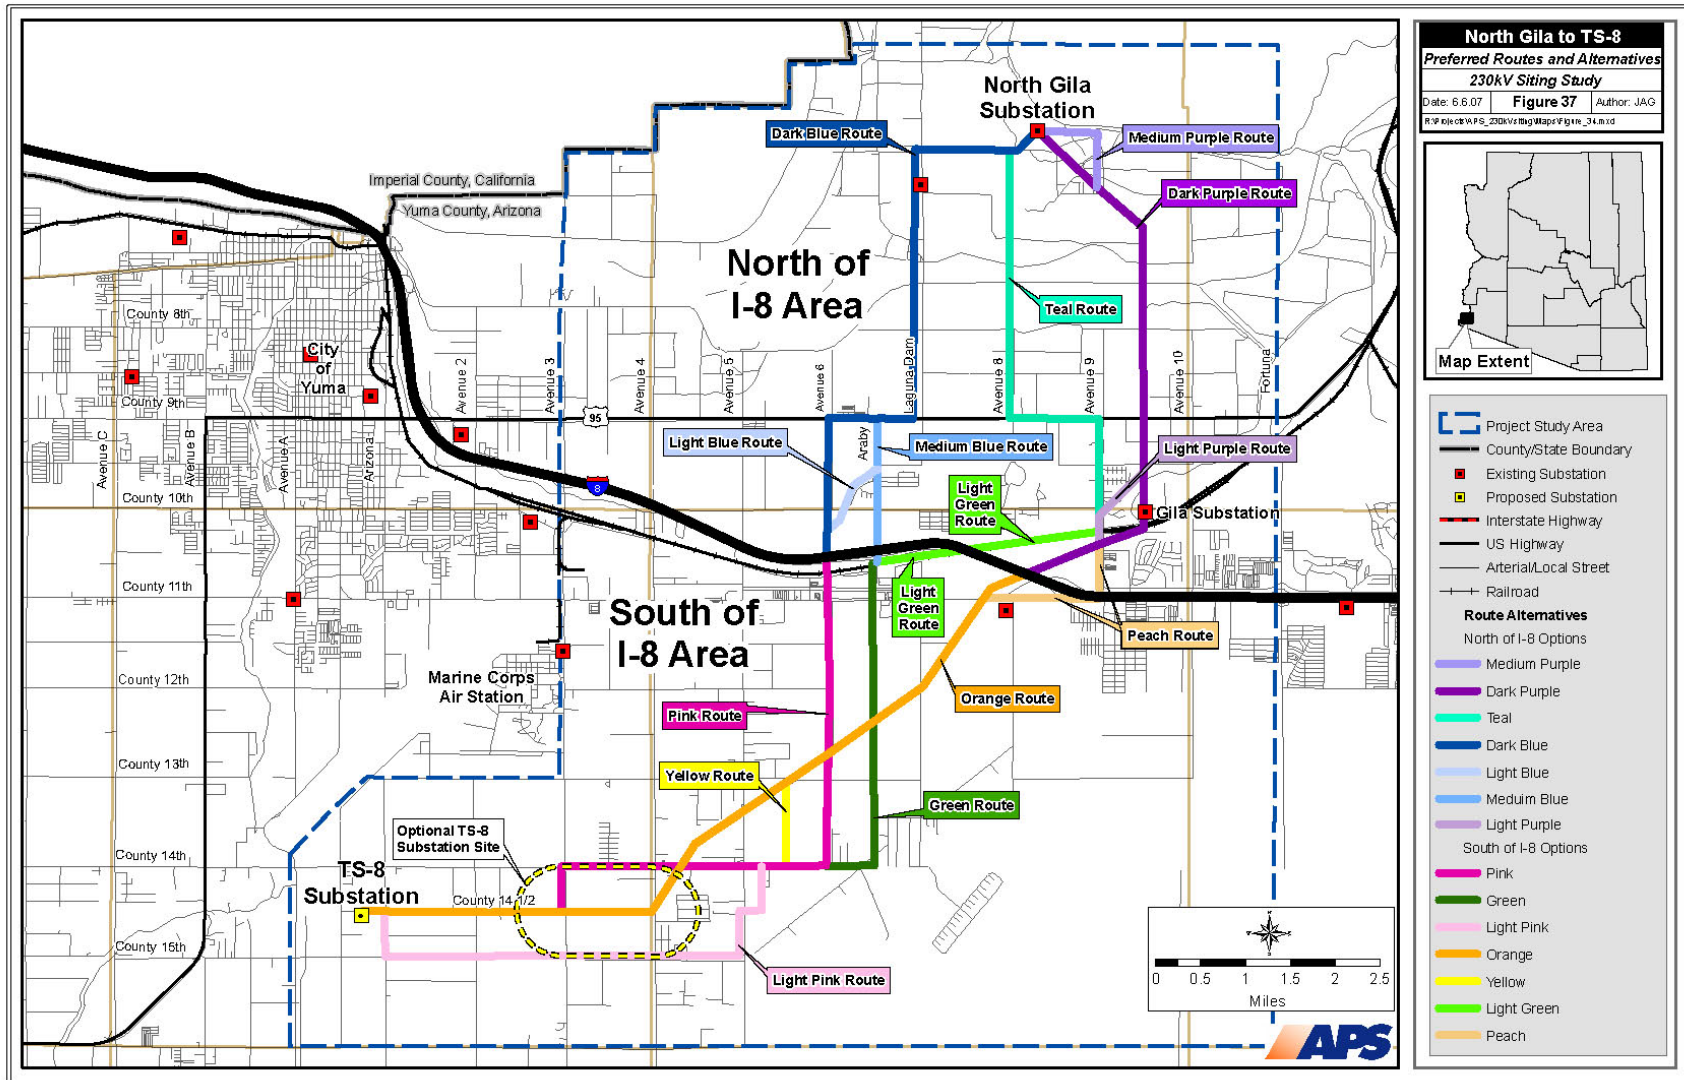 North Gila to TS-8
Preferred Routes and Alternatives
230kV Siting Study
Date: 6.6.07
Figure 37
Author: JAG
Map Extent
Project Study Area
County/State Boundary
Existing Substation
Proposed Substation
Interstate Highway
US Highway
Arterial/Local Street
Railroad
Route Alternatives
North of I-8 Options
Medium Purple
Dark Purple
Teal
Dark Blue
Light Blue
Meduim Blue
Light Purple
South of I-8 Options
Pink
Green
Light Pink
Orange
Yellow
Light Green
Peach
North Gila
Substation
Dark Blue Route
Medium Purple Route
Dark Purple Route
Imperial County, California
Yuma County, Arizona
North of
I-8 Area
Teal Route
County 8th
City
of
Yuma
County 9th
Avenue C
Avenue B
Avenue A
Arizona
Avenue 2
Avenue 3
Avenue 4
Avenue 5
Avenue 6
Laguna Dam
Avenue 8
Avenue 9
Avenue 10
Fortuna
95
Araby
Light Blue Route
Medium Blue Route
Light Purple Route
8
County 10th
Light
Green
Route
Gila Substation
County 11th
Light
Green
Route
South of
I-8 Area
Peach Route
County 12th
Marine Corps
Air Station
Orange Route
Pink Route
County 13th
Yellow Route
Green Route
Optional TS-8
Substation Site
County 14th
TS-8
Substation
County 14 1/2
County 15th
Light Pink Route
0 0.5 1 1.5 2 2.5
Miles
APS